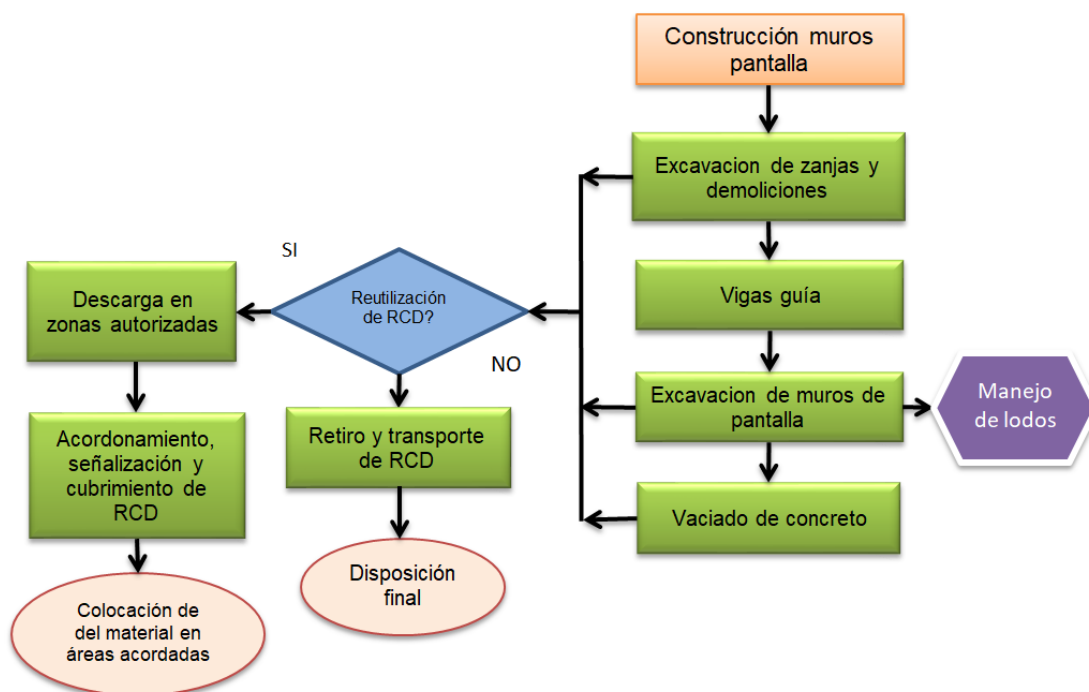 Construcción muros
pantalla
Excavacion de zanjas y
demoliciones
SI
Descarga en
zonas autorizadas
Reutilización
de RCD?
Vigas guía
NO
Acordonamiento,
señalización y
cubrimiento de
RCD
Retiro y transporte
de RCD
Excavacion de muros de
pantalla
Manejo
de lodos
Vaciado de concreto
Disposición
final
Colocación de
del material en
áreas acordadas